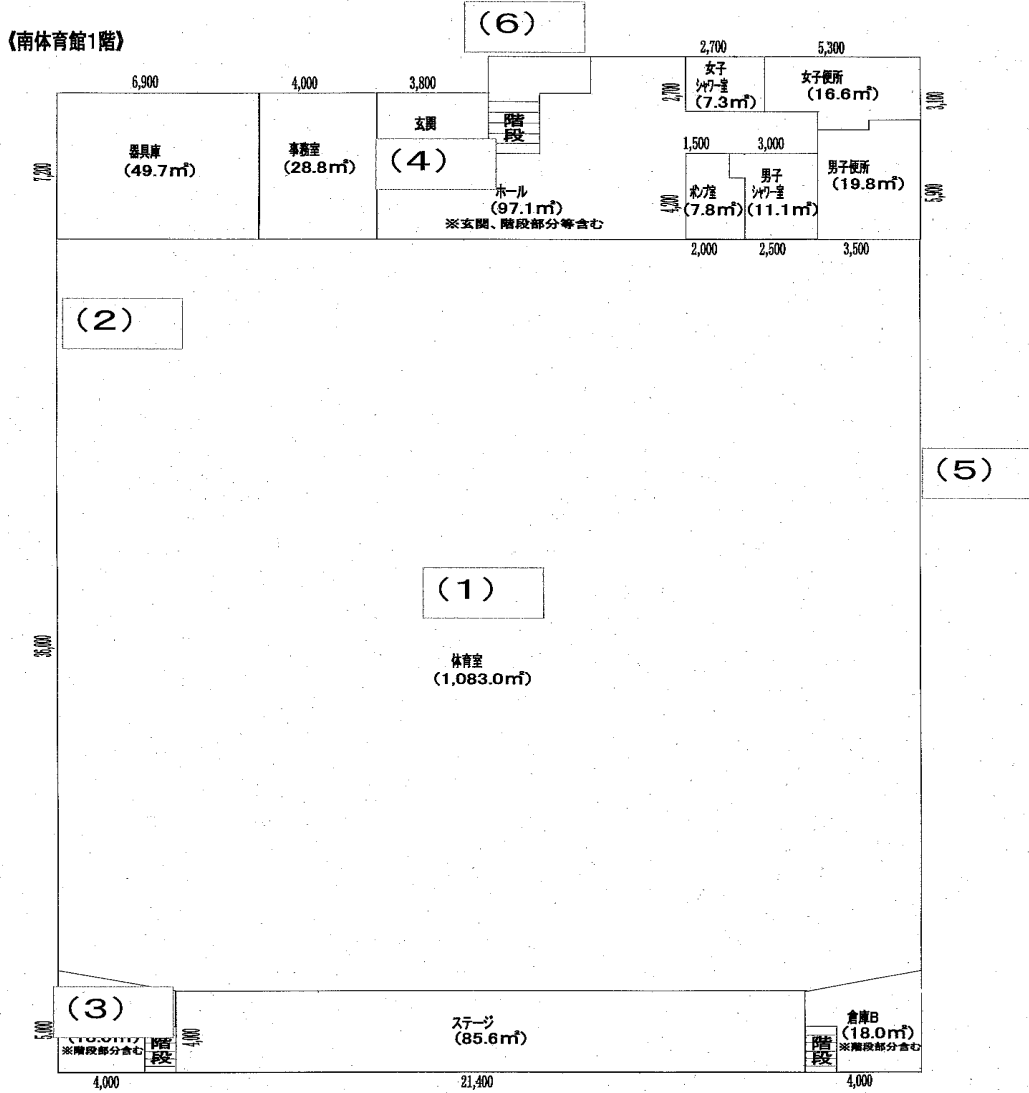 (6)
《南体育館1階》
2,700
5,300
6,900
4,000
3,800
女子
シャワー室
(7.3㎡)
女子便所
(16.6㎡)
2,700
3,100
玄関
階段
器具庫
(49.7㎡)
事務室
(28.8㎡)
(4)
7,200
1,500
3,000
男子便所
(19.8㎡)
男子
シャワー室
(11.1㎡)
ポンプ室
(7.8㎡)
4,200
5,900
ホール
(97.1㎡)
※玄関、階段部分等含む
2,000
2,500
3,500
(2)
(5)
(1)
36,000
体育室
(1,083.0㎡)
(3)
5,000
※階段部分含む
階段
4,000
ステージ
(85.6㎡)
倉庫B
(18.0㎡)
※階段部分含む
階段
4,000
21,400
4,000